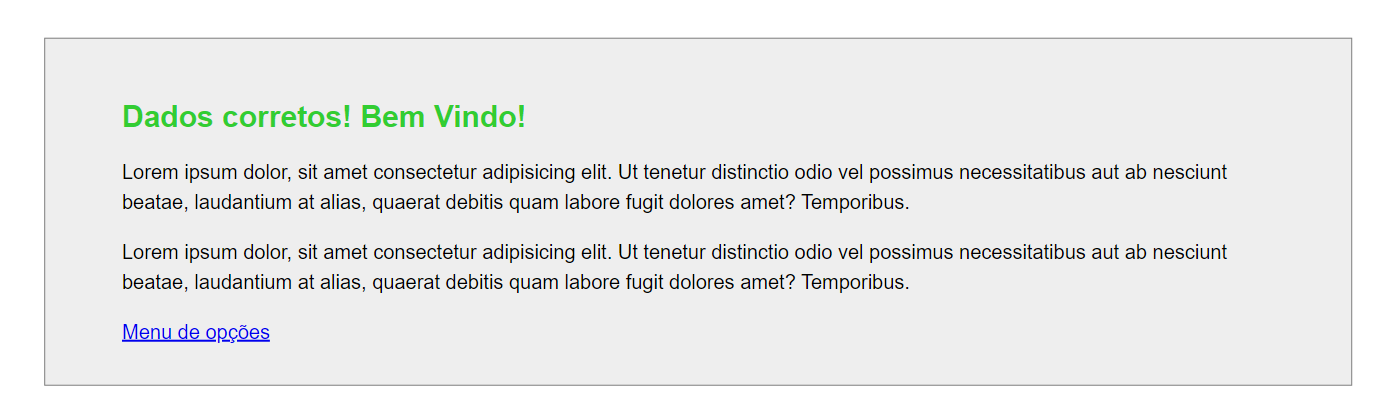 Dados corretos! Bem Vindo!
Lorem ipsum dolor, sit amet consectetur adipisicing elit. Ut tenetur distinctio odio vel possimus necessitatibus aut ab nesciunt
beatae, laudantium at alias, quaerat debitis quam labore fugit dolores amet? Temporibus.
Lorem ipsum dolor, sit amet consectetur adipisicing elit. Ut tenetur distinctio odio vel possimus necessitatibus aut ab nesciunt
beatae, laudantium at alias, quaerat debitis quam labore fugit dolores amet? Temporibus.
Menu de opções